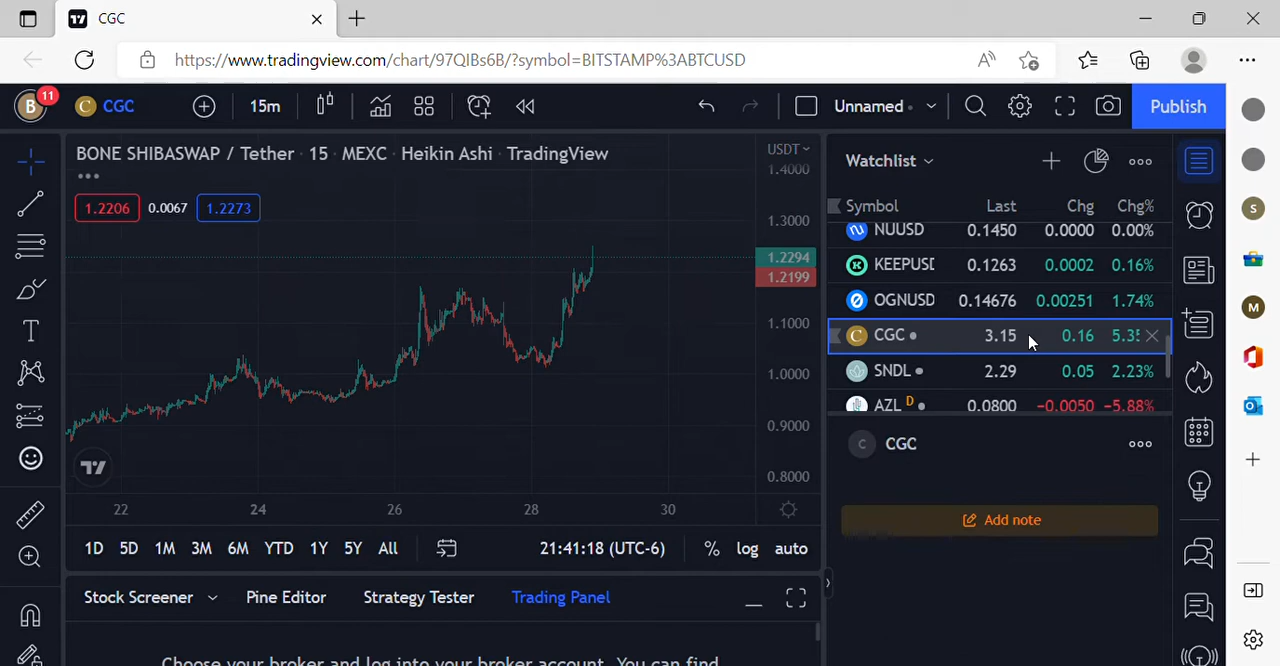 CGC
https://www.tradingview.com/chart/97QIBs6B/?symbol=BITSTAMP%3ABTCUSD
B 11 C CGC 15m Unnamed Publish
BONE SHIBASWAP / Tether · 15 · MEXC · Heikin Ashi · TradingView
1.2206 0.0067 1.2273
USDT
1.4000
1.3000
1.2294
1.2199
1.1000
1.0000
0.9000
0.8000
22 24 26 28 30
1D 5D 1M 3M 6M YTD 1Y 5Y All 21:41:18 (UTC-6) % log auto
Stock Screener Pine Editor Strategy Tester Trading Panel
Choose your broker and log into your broker account. You can find
Watchlist
Symbol Last Chg Chg%
NUUSD 0.1450 0.0000 0.00%
KEEPUSD 0.1263 0.0002 0.16%
OGNUSD 0.14676 0.00251 1.74%
C CGC 3.15 0.16 5.35
SNDL 2.29 0.05 2.23%
AZL D 0.0800 -0.0050 -5.88%
C CGC
Add note
S
M